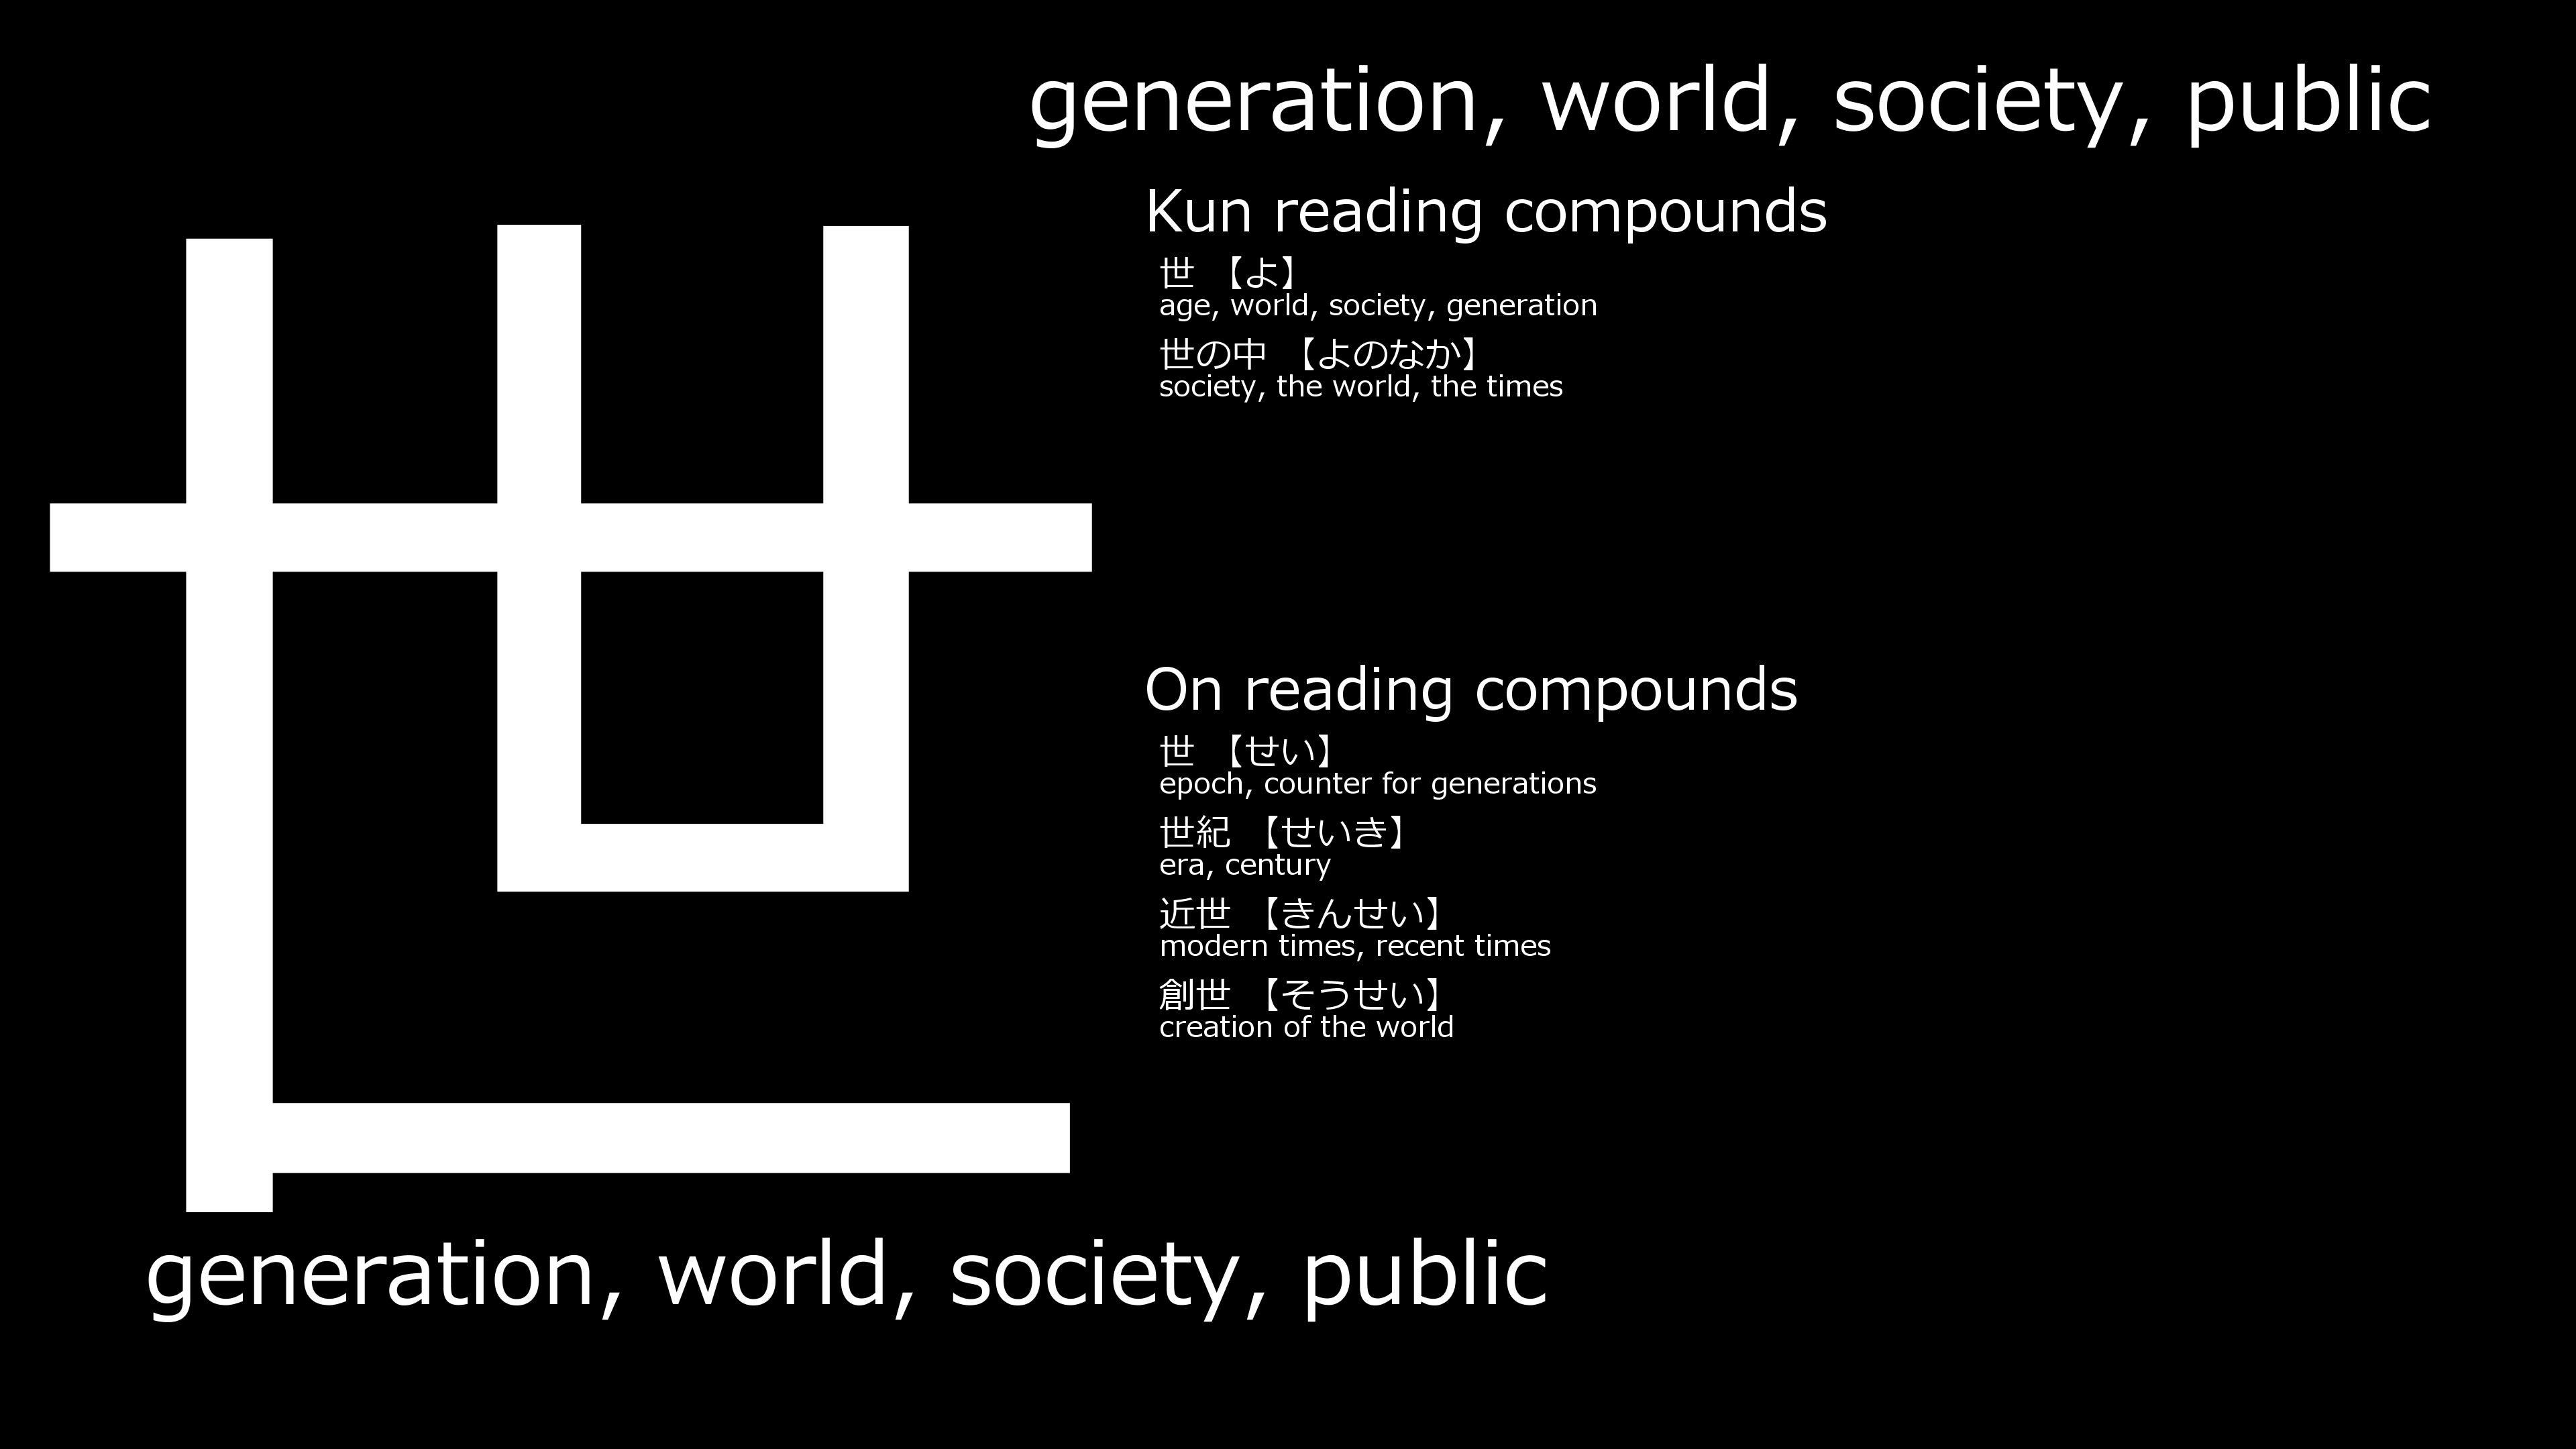 世
generation, world, society, public
Kun reading compounds
世 【よ】
age, world, society, generation
世の中 【よのなか】
society, the world, the times
On reading compounds
世 【せい】
epoch, counter for generations
世紀 【せいき】
era, century
近世 【きんせい】
modern times, recent times
創世 【そうせい】
creation of the world
generation, world, society, public